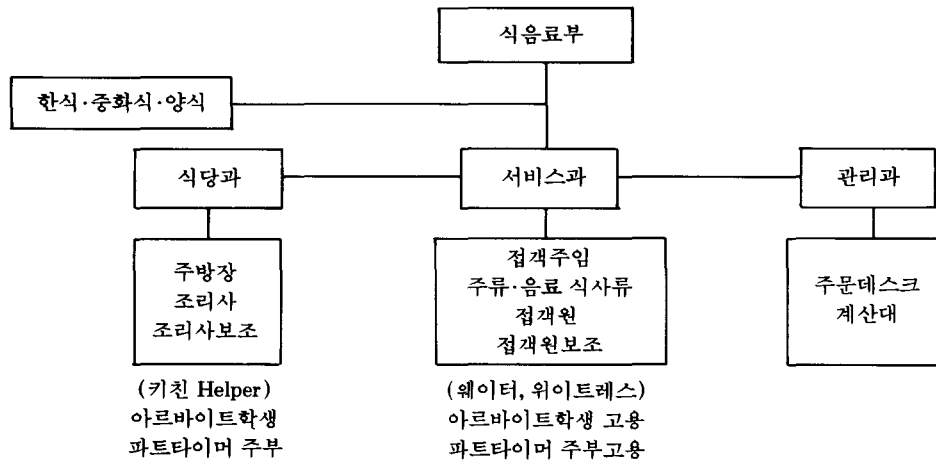 식음료부
한식·중화식·양식
식당과
서비스과
관리과
주방장
조리사
조리사보조
접객주임
주류·음료 식사류
접객원
접객원보조
주문데스크
계산대
(키친 Helper)
아르바이트학생
파트타이머 주부
(웨이터, 위이트레스)
아르바이트학생 고용
파트타이머 주부고용